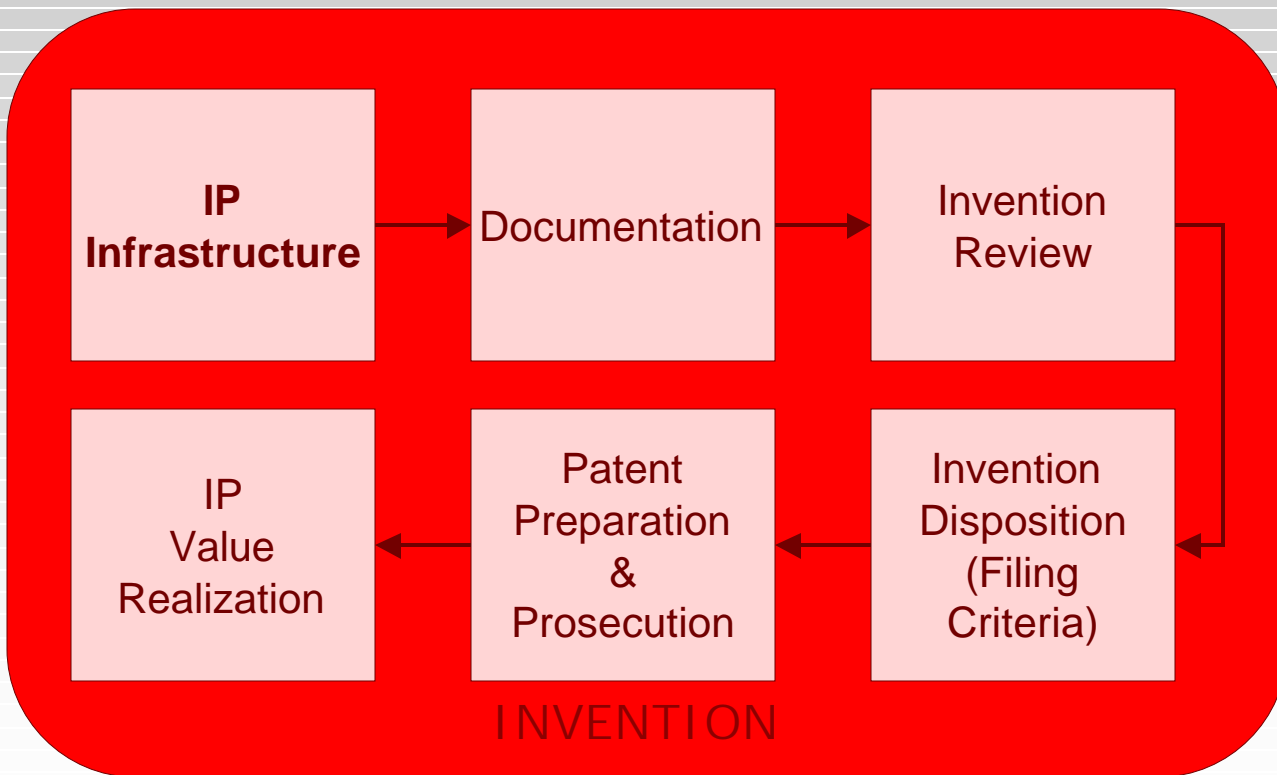 IP
Infrastructure
Documentation
Invention
Review
Invention
Disposition
(Filing
Criteria)
Patent
Preparation
&
Prosecution
IP
Value
Realization
INVENTION